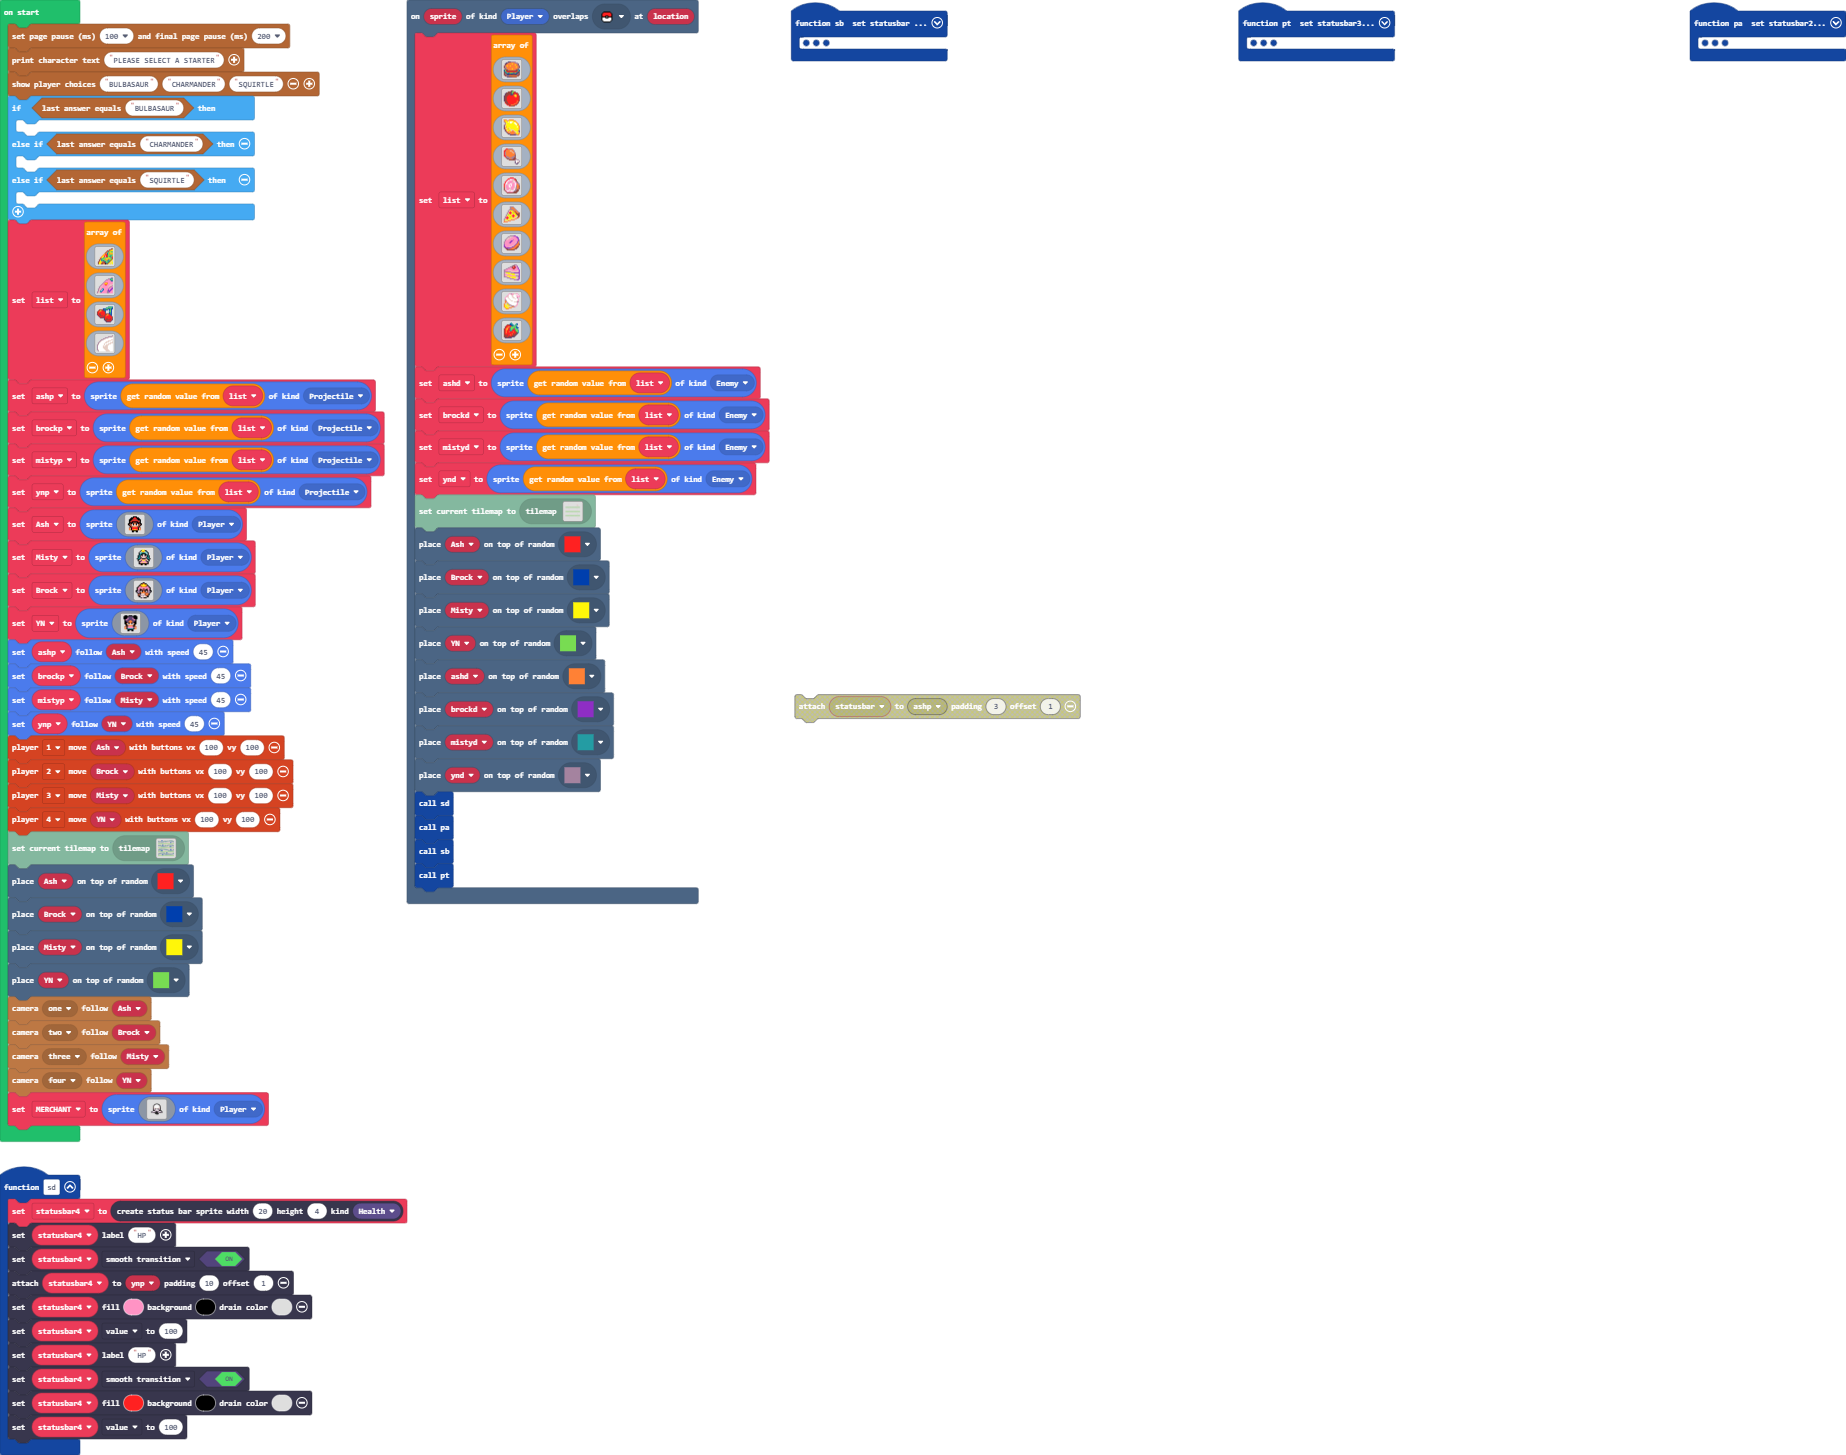 on start
set page pause (ms) 100 and final page pause (ms) 200
print character text "PLEASE SELECT A STARTER"
show player choices "BULBASAUR" "CHARMANDER" "SQUIRTLE"
if last answer equals "BULBASAUR" then
else if last answer equals "CHARMANDER" then
else if last answer equals "SQUIRTLE" then
set list to array of
set ashp to sprite get random value from list of kind Projectile
set brockp to sprite get random value from list of kind Projectile
set mistyp to sprite get random value from list of kind Projectile
set ynp to sprite get random value from list of kind Projectile
set Ash to sprite of kind Player
set Misty to sprite of kind Player
set Brock to sprite of kind Player
set YN to sprite of kind Player
set ashp follow Ash with speed 45
set brockp follow Brock with speed 45
set mistyp follow Misty with speed 45
set ynp follow YN with speed 45
player 1 move Ash with buttons vx 100 vy 100
player 2 move Brock with buttons vx 100 vy 100
player 3 move Misty with buttons vx 100 vy 100
player 4 move YN with buttons vx 100 vy 100
set current tilemap to tilemap
place Ash on top of random
place Brock on top of random
place Misty on top of random
place YN on top of random
camera one follow Ash
camera two follow Brock
camera three follow Misty
camera four follow YN
set MERCHANT to sprite of kind Player
function sd
set statusbar4 to create status bar sprite width 20 height 4 kind Health
set statusbar4 label "HP"
set statusbar4 smooth transition ON
attach statusbar4 to ynp padding 10 offset 1
set statusbar4 fill background drain color
set statusbar4 value to 100
set statusbar4 label "HP"
set statusbar4 smooth transition ON
set statusbar4 fill background drain color
set statusbar4 value to 100
on sprite of kind Player overlaps at location
set list to array of
set ashd to sprite get random value from list of kind Enemy
set brockd to sprite get random value from list of kind Enemy
set mistyd to sprite get random value from list of kind Enemy
set ynd to sprite get random value from list of kind Enemy
set current tilemap to tilemap
place Ash on top of random
place Brock on top of random
place Misty on top of random
place YN on top of random
place ashd on top of random
place brockd on top of random
place mistyd on top of random
place ynd on top of random
call sd
call pa
call sb
call pt
function sb set statusbar ...
attach statusbar to ashp padding 3 offset 1
function pt set statusbar3...
function pa set statusbar2...